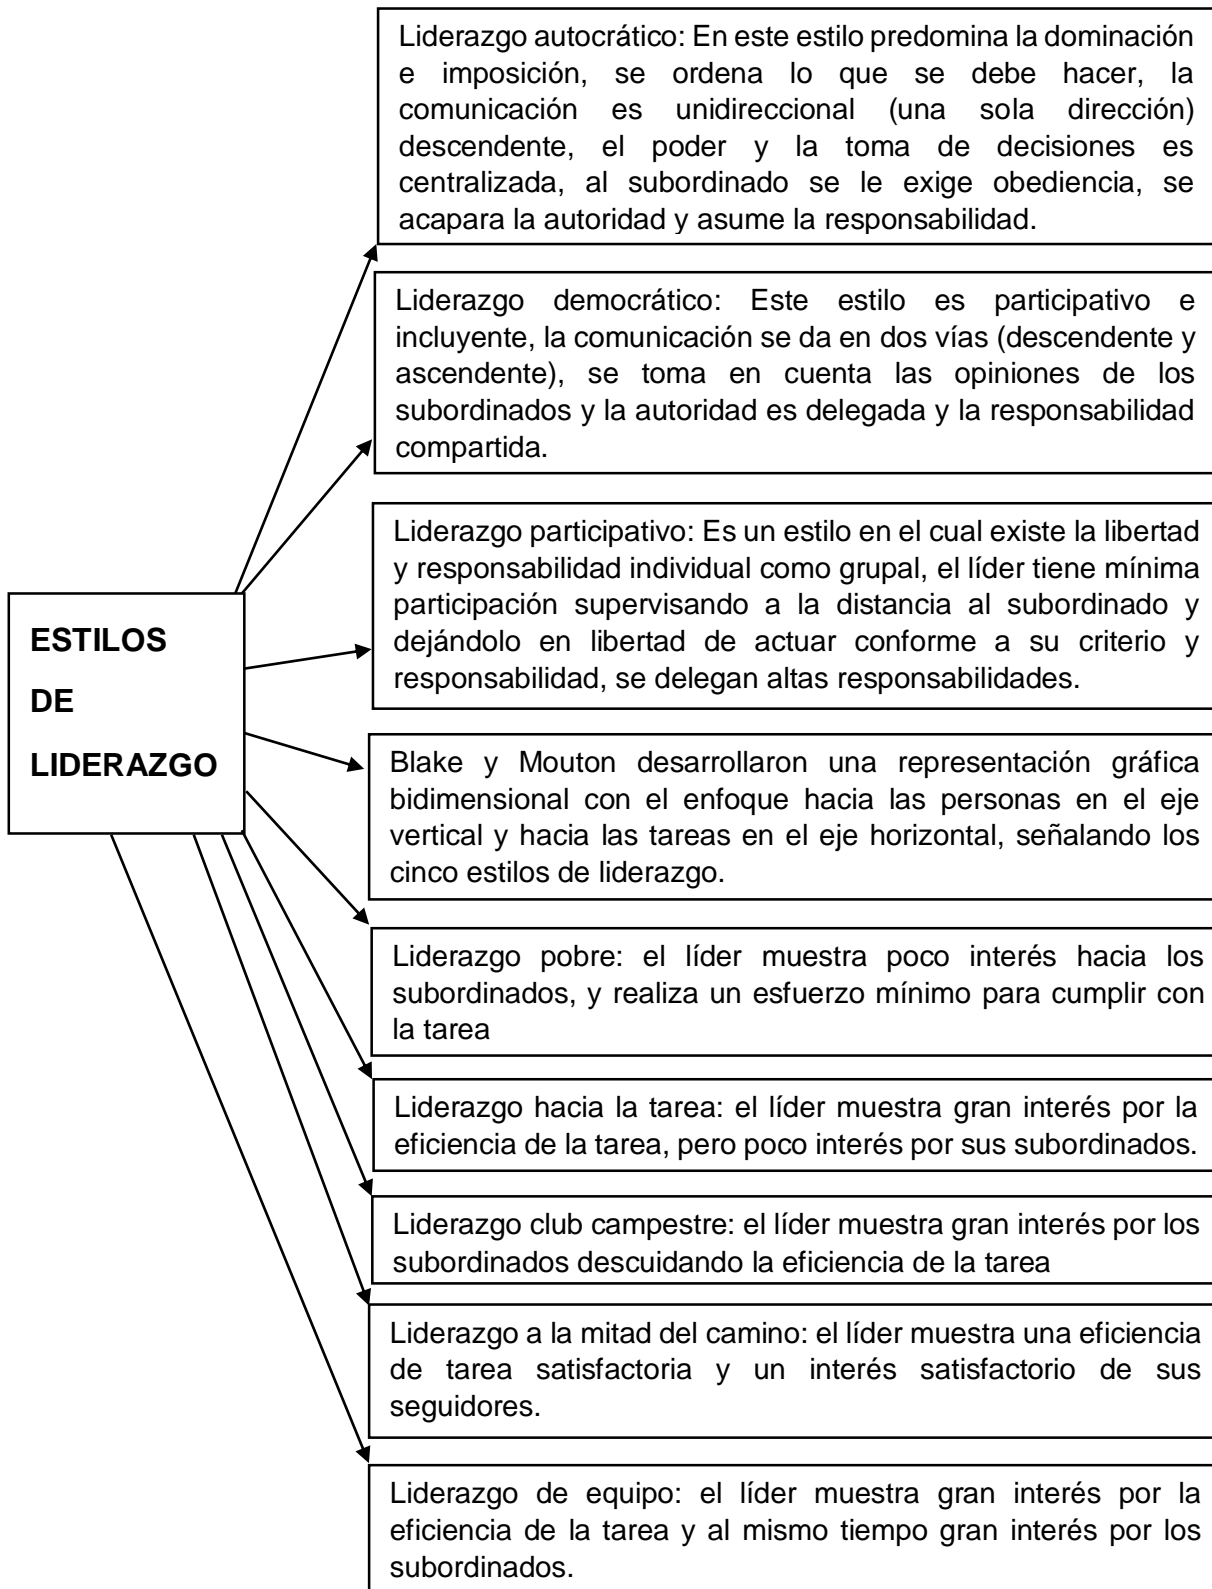 Liderazgo autocrático: En este estilo predomina la dominación
e imposición, se ordena lo que se debe hacer, la
comunicación es unidireccional (una sola dirección)
descendente, el poder y la toma de decisiones es
centralizada, al subordinado se le exige obediencia, se
acapara la autoridad y asume la responsabilidad.
Liderazgo democrático: Este estilo es participativo e
incluyente, la comunicación se da en dos vías (descendente y
ascendente), se toma en cuenta las opiniones de los
subordinados y la autoridad es delegada y la responsabilidad
compartida.
Liderazgo participativo: Es un estilo en el cual existe la libertad
y responsabilidad individual como grupal, el líder tiene mínima
participación supervisando a la distancia al subordinado y
dejándolo en libertad de actuar conforme a su criterio y
responsabilidad, se delegan altas responsabilidades.
ESTILOS
DE
LIDERAZGO
Blake y Mouton desarrollaron una representación gráfica
bidimensional con el enfoque hacia las personas en el eje
vertical y hacia las tareas en el eje horizontal, señalando los
cinco estilos de liderazgo.
Liderazgo pobre: el líder muestra poco interés hacia los
subordinados, y realiza un esfuerzo mínimo para cumplir con
la tarea
Liderazgo hacia la tarea: el líder muestra gran interés por la
eficiencia de la tarea, pero poco interés por sus subordinados.
Liderazgo club campestre: el líder muestra gran interés por los
subordinados descuidando la eficiencia de la tarea
Liderazgo a la mitad del camino: el líder muestra una eficiencia
de tarea satisfactoria y un interés satisfactorio de sus
seguidores.
Liderazgo de equipo: el líder muestra gran interés por la
eficiencia de la tarea y al mismo tiempo gran interés por los
subordinados.